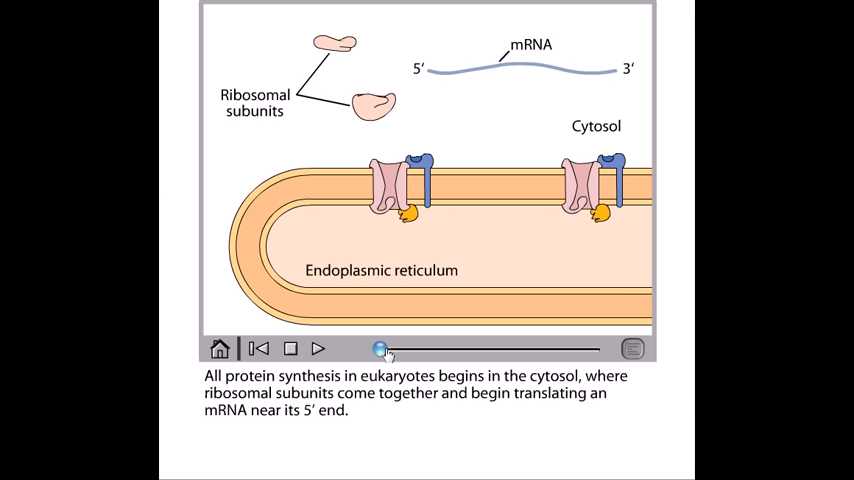 mRNA
5′
3′
Ribosomal
subunits
Cytosol
Endoplasmic reticulum
All protein synthesis in eukaryotes begins in the cytosol, where
ribosomal subunits come together and begin translating an
mRNA near its 5′ end.